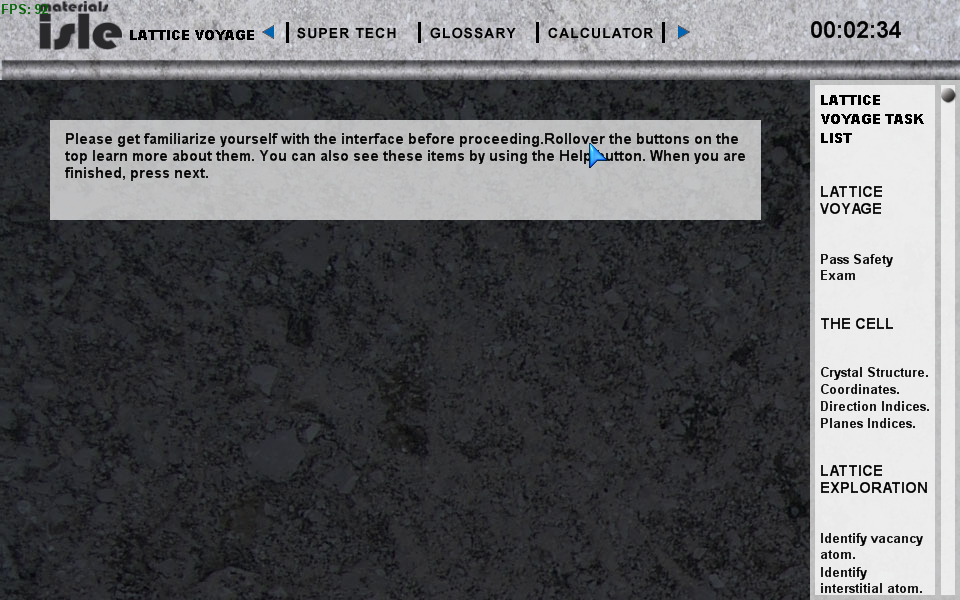 FPS:
materials
isle LATTICE VOYAGE SUPER TECH GLOSSARY CALCULATOR 00:02:34
Please get familiarize yourself with the interface before proceeding.Rollover the buttons on the
top learn more about them. You can also see these items by using the Help utton. When you are
finished, press next.
LATTICE
VOYAGE TASK
LIST
LATTICE
VOYAGE
Pass Safety
Exam
THE CELL
Crystal Structure.
Coordinates.
Direction Indices.
Planes Indices.
LATTICE
EXPLORATION
Identify vacancy
atom.
Identify
interstitial atom.